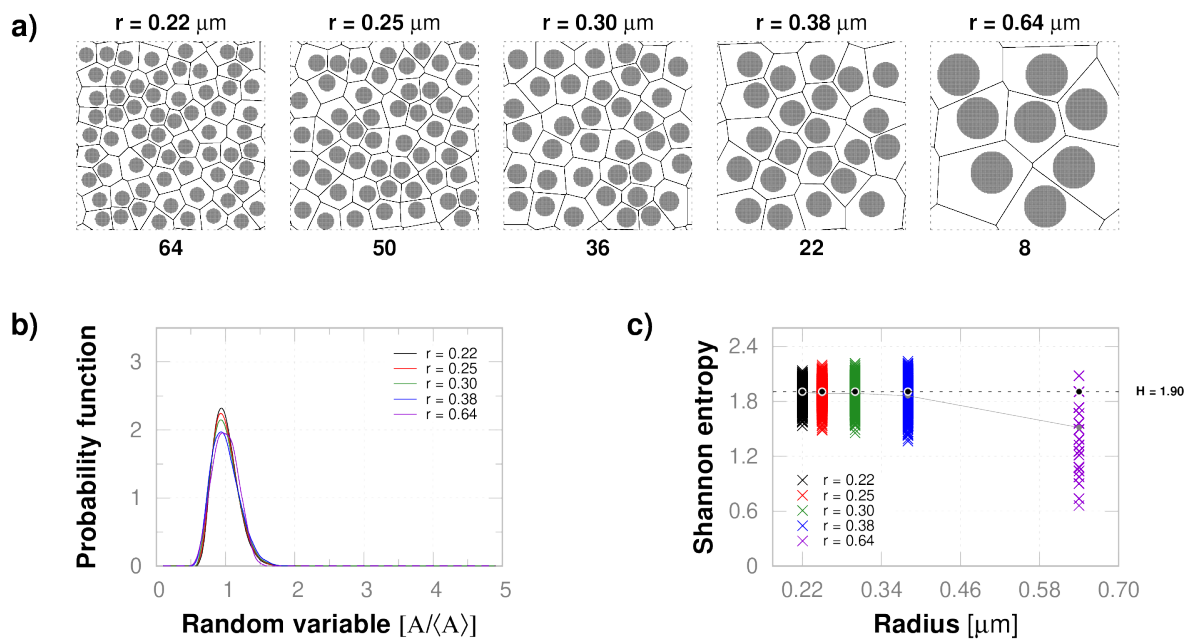 a)
r = 0.22 μm
r = 0.25 μm
r = 0.30 μm
r = 0.38 μm
r = 0.64 μm
64
50
36
22
8
b)
Probability function
3
2
1
0
r = 0.22
r = 0.25
r = 0.30
r = 0.38
r = 0.64
0
1
2
3
4
5
Random variable [A/⟨A⟩]
c)
Shannon entropy
2.4
1.8
1.2
0.6
0
H = 1.90
r = 0.22
r = 0.25
r = 0.30
r = 0.38
r = 0.64
0.22
0.34
0.46
0.58
0.70
Radius [μm]